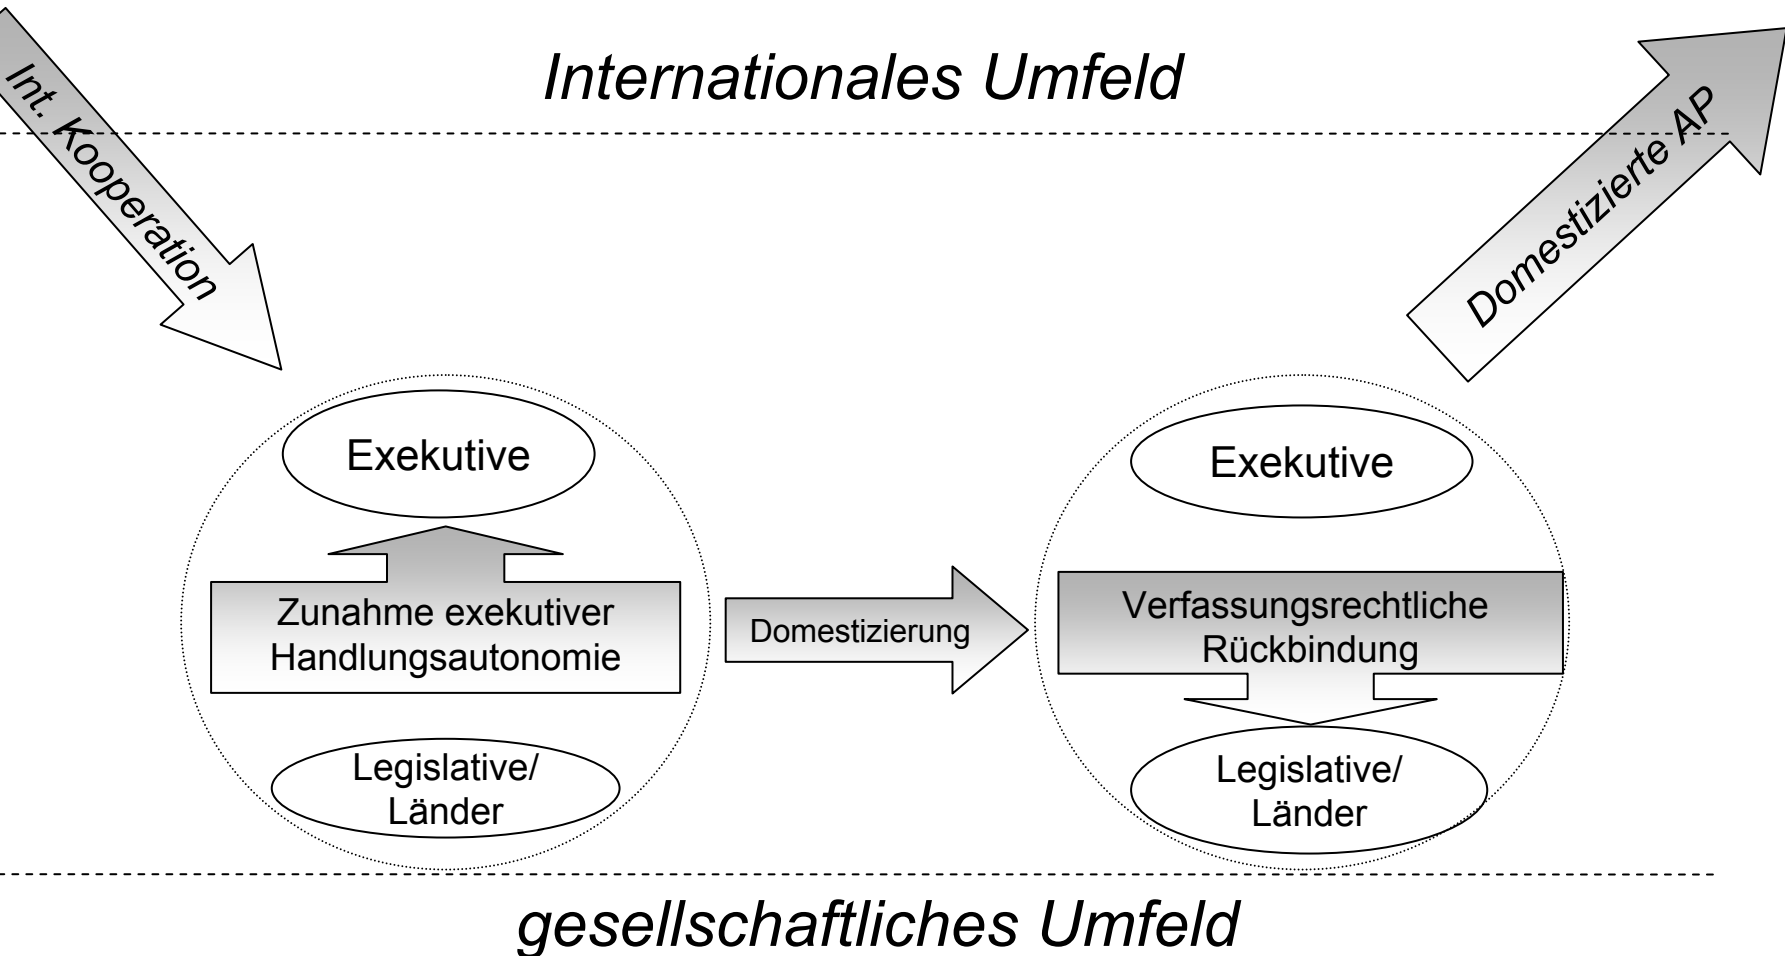 Internationales Umfeld
Int. Kooperation
Domestizierte AP
Exekutive
Zunahme exekutiver
Handlungsautonomie
Legislative/
Länder
Domestizierung
Exekutive
Verfassungsrechtliche
Rückbindung
Legislative/
Länder
gesellschaftliches Umfeld